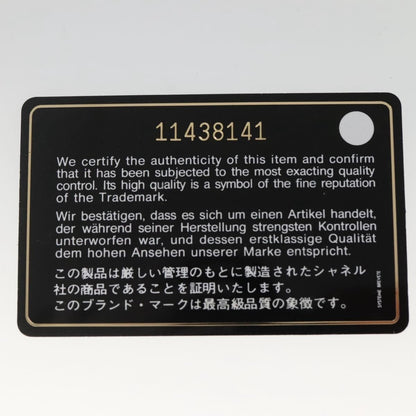 11438141
We certify the authenticity of this item and confirm
that it has been subjected to the most exacting quality
control. Its high quality is a symbol of the fine reputation
of the Trademark.
Wir bestätigen, dass es sich um einen Artikel handelt,
der während seiner Herstellung strengsten Kontrollen
unterworfen war, und dessen erstklassige Qualität
dem hohen Ansehen unserer Marke entspricht.
この製品は厳しい管理のもとに製造されたシャネル
社の商品であることを証明いたします。
このブランド・マークは最高級品質の象徴です。